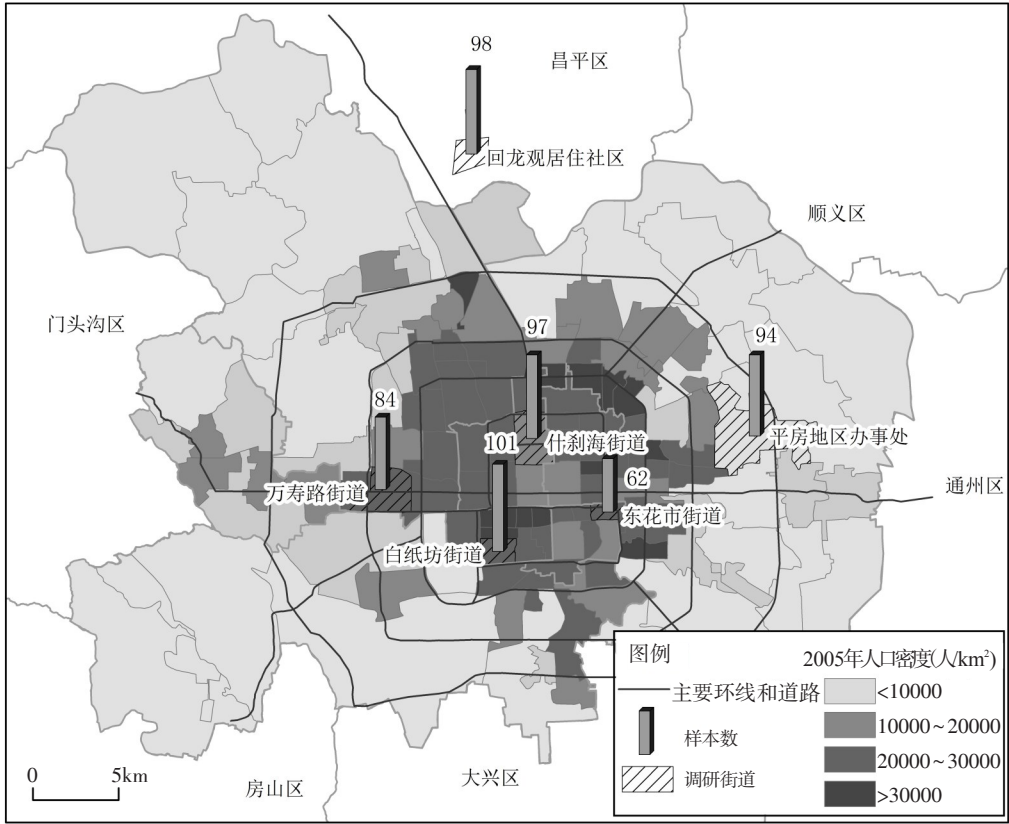 98
昌平区
回龙观居住社区
顺义区
门头沟区
97
94
84
101
什刹海街道
平房地区办事处
62
万寿路街道
东花市街道
通州区
白纸坊街道
图例
2005年人口密度(人/km²)
主要环线和道路
<10000
样本数
10000~20000
20000~30000
调研街道
>30000
0 5km
房山区
大兴区